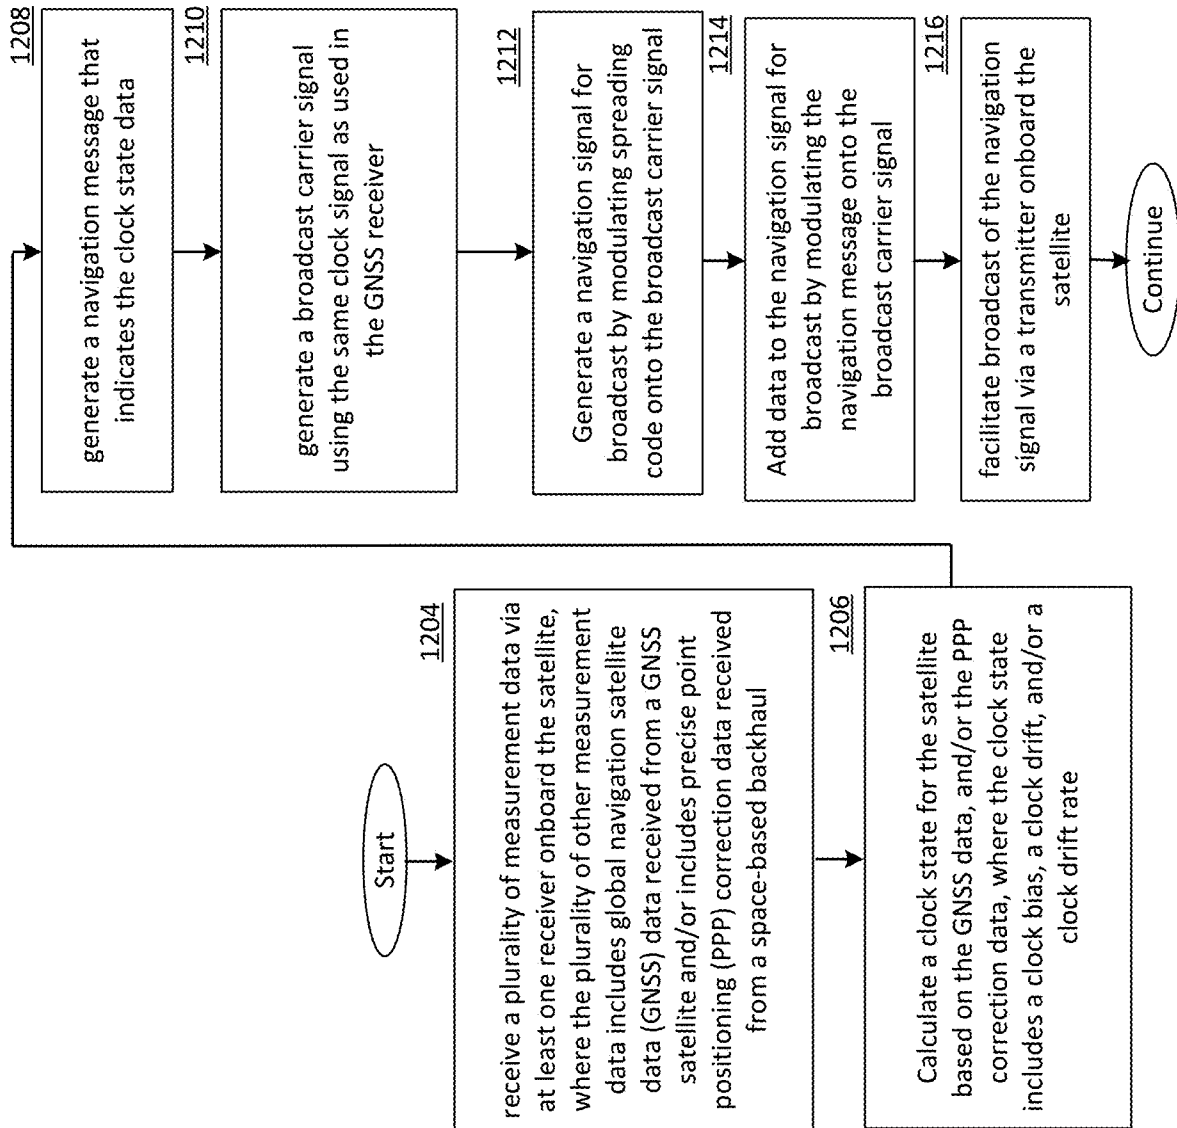 Start
1204
receive a plurality of measurement data via
at least one receiver onboard the satellite,
where the plurality of other measurement
data includes global navigation satellite
data (GNSS) data received from a GNSS
satellite and/or includes precise point
positioning (PPP) correction data received
from a space-based backhaul
1206
Calculate a clock state for the satellite
based on the GNSS data, and/or the PPP
correction data, where the clock state
includes a clock bias, a clock drift, and/or a
clock drift rate
1208
generate a navigation message that
indicates the clock state data
1210
generate a broadcast carrier signal
using the same clock signal as used in
the GNSS receiver
1212
Generate a navigation signal for
broadcast by modulating spreading
code onto the broadcast carrier signal
1214
Add data to the navigation signal for
broadcast by modulating the
navigation message onto the
broadcast carrier signal
1216
facilitate broadcast of the navigation
signal via a transmitter onboard the
satellite
Continue